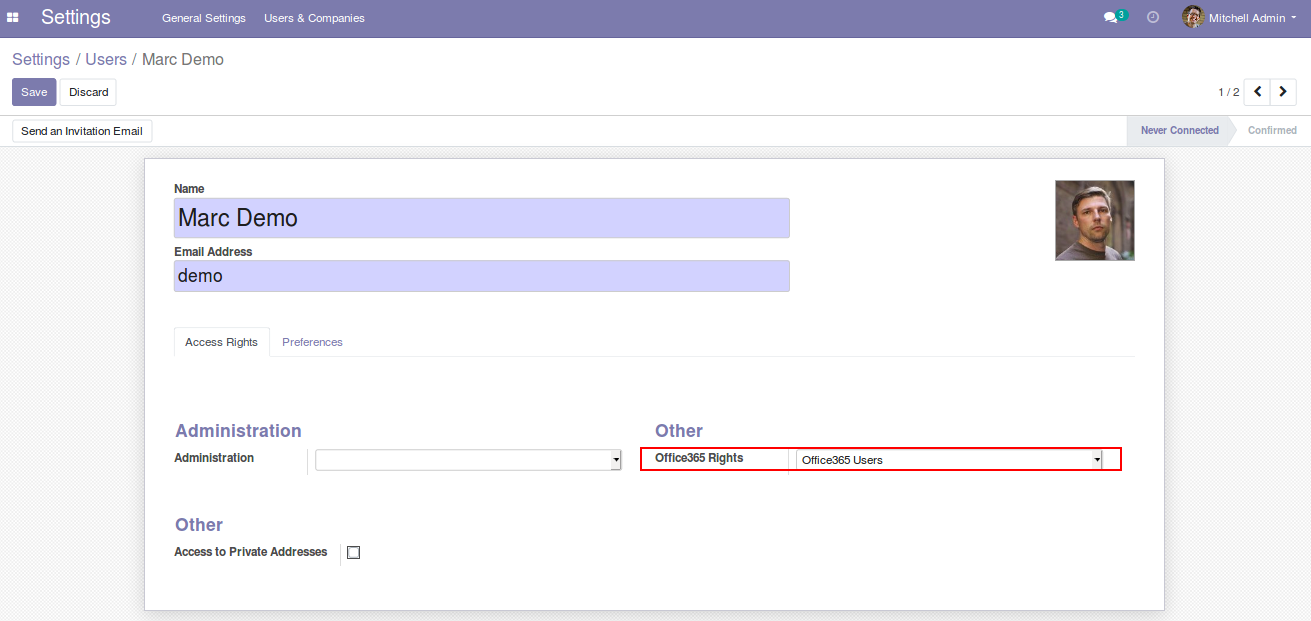 Settings General Settings Users & Companies 3 Mitchell Admin
Settings / Users / Marc Demo
Save Discard 1 / 2
Send an Invitation Email Never Connected Confirmed
Name
Marc Demo
Email Address
demo
Access Rights Preferences
Administration Other
Administration Office365 Rights Office365 Users
Other
Access to Private Addresses